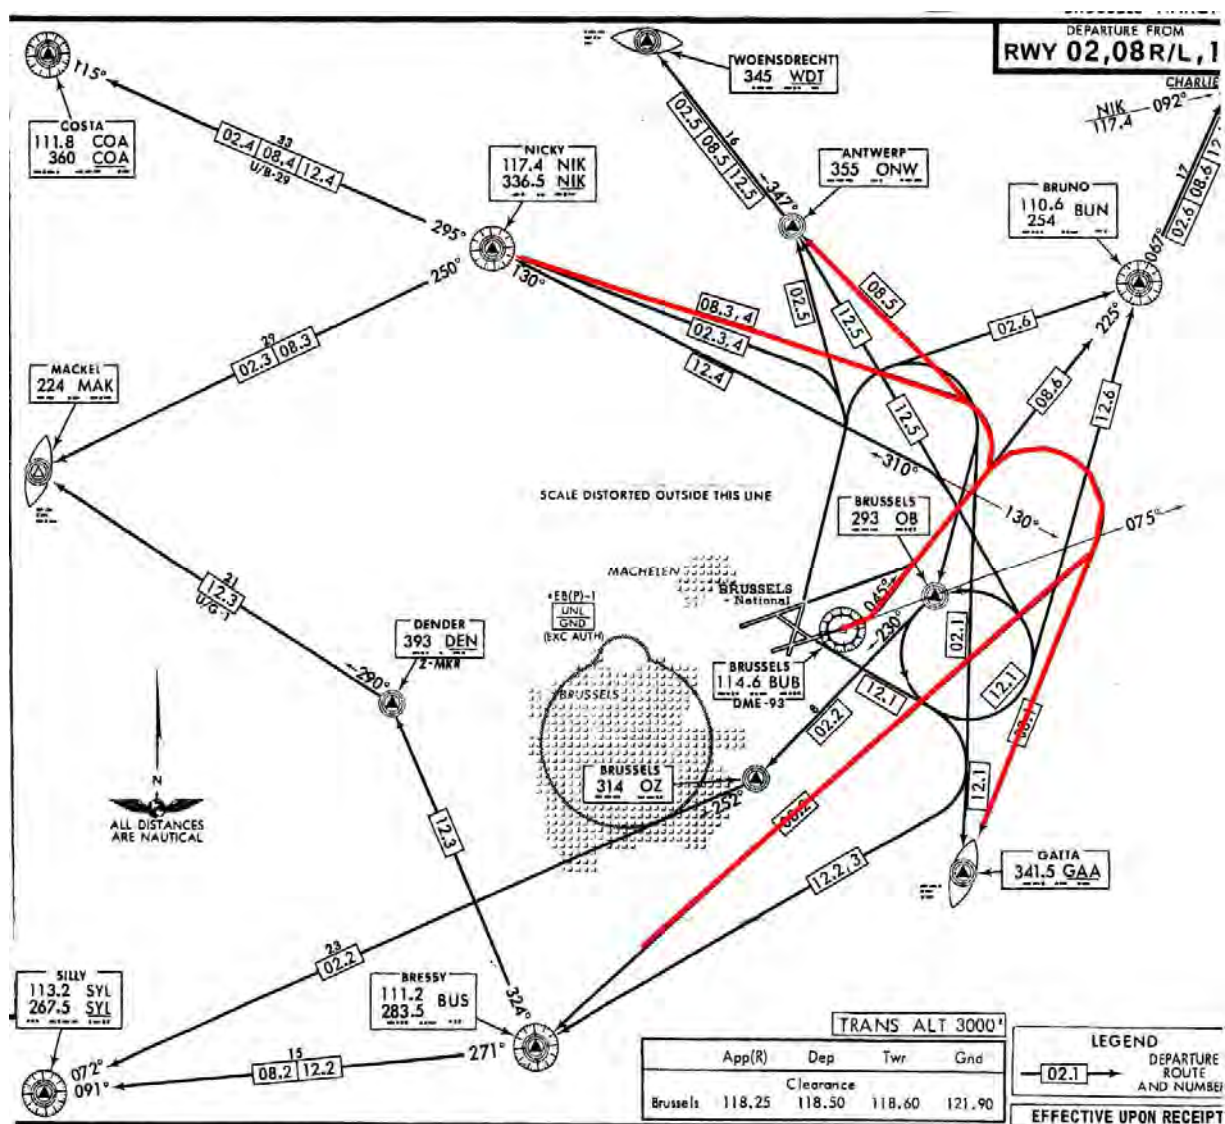 DEPARTURE FROM
RWY 02,08R/L,1
CHARLIE
NIK 092°
117.4
WOENSDRECHT
345 WDT
115°
COSTA
111.8 COA
360 COA
33
02.4 08.4 12.4
U/B-29
NICKY
117.4 NIK
336.5 NIK
16
02.5 08.5 12.5
347°
ANTWERP
355 ONW
BRUNO
110.6 BUN
254
17
02.6 08.6
067°
295°
250°
130°
225°
08.5
02.5
12.5
02.6
08.3,4
02.3,4
12.4
29
02.3 08.3
MACKEL
224 MAK
08.6
12.6
12.5
310°
SCALE DISTORTED OUTSIDE THIS LINE
BRUSSELS
293 OB
130°
075°
MACHELEN
BRUSSELS
- National
EB(P)-1
UNL
GND
(EXC AUTH)
045°
230°
21
12.3
U/G-1
DENDER
393 DEN
Z-MKR
290°
BRUSSELS
BRUSSELS
114.6 BUB
DME-93
12.1
02.1
12.1
8
02.2
N
ALL DISTANCES
ARE NAUTICAL
BRUSSELS
314 OZ
252°
12.1
12.3
12.2,3
GATTA
341.5 GAA
23
02.2
SILLY
113.2 SYL
267.5 SYL
BRESSY
111.2 BUS
283.5
324°
271°
072°
091°
15
08.2 12.2
TRANS ALT 3000'
App(R) Dep Twr Gnd
Clearance
Brussels 118.25 118.50 118.60 121.90
LEGEND
02.1
DEPARTURE
ROUTE
AND NUMBE
EFFECTIVE UPON RECEIPT